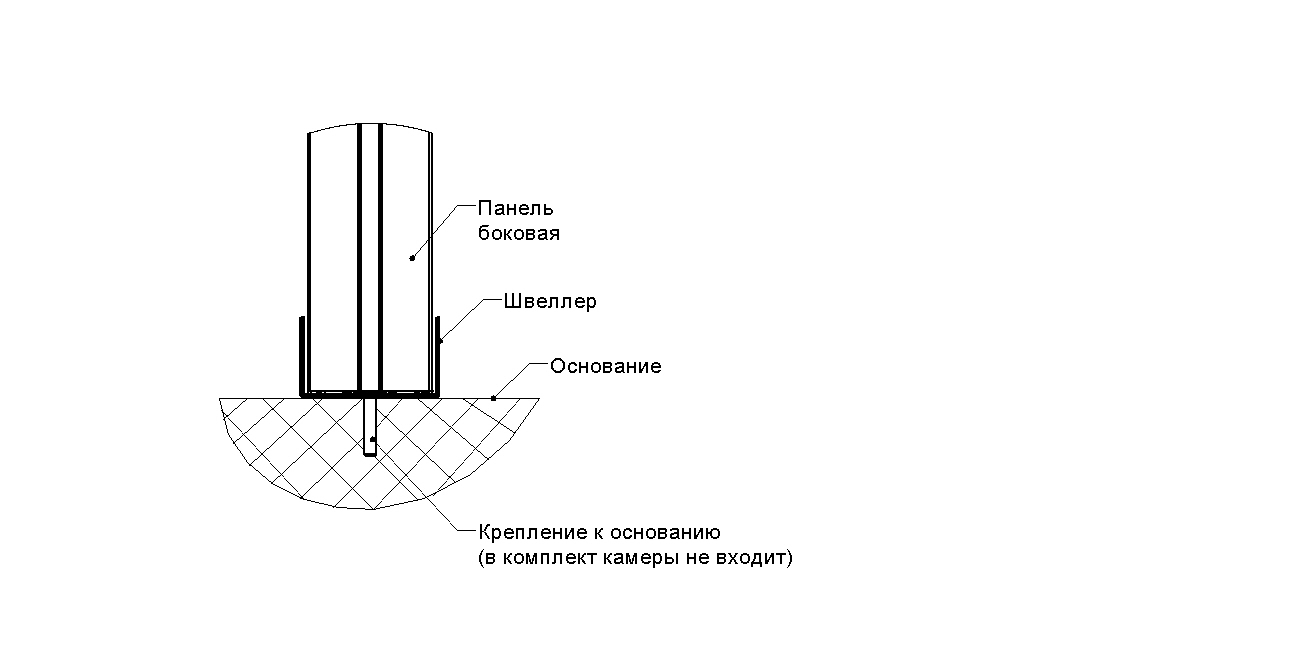 Панель
боковая
Швеллер
Основание
Крепление к основанию
(в комплект камеры не входит)